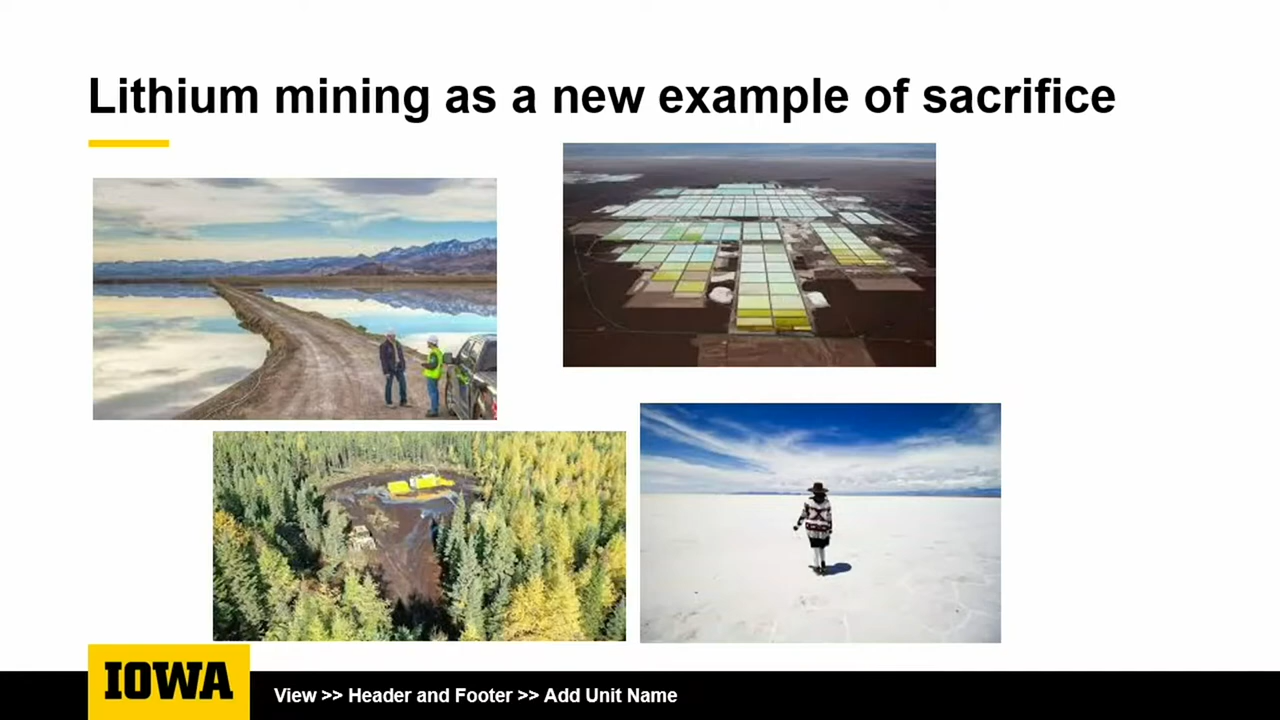 Lithium mining as a new example of sacrifice
IOWA
View >> Header and Footer >> Add Unit Name